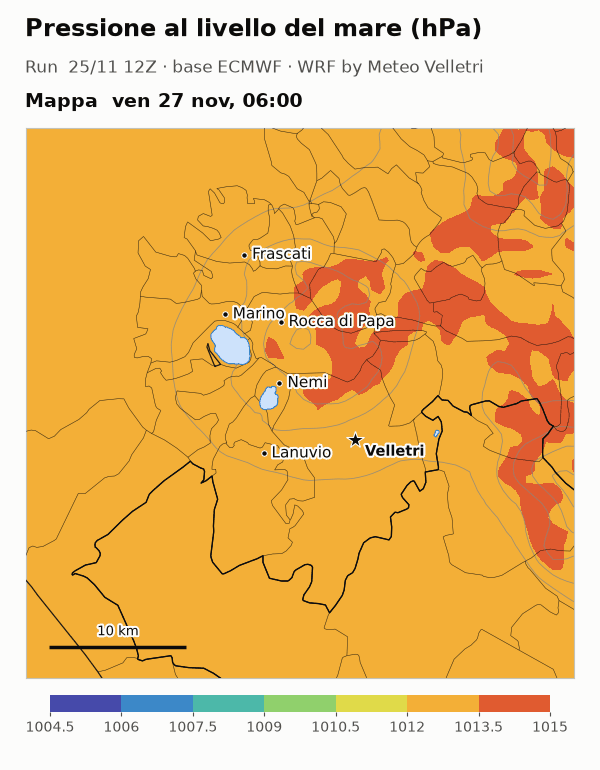 Pressione al livello del mare (hPa)
Run 25/11 12Z · base ECMWF · WRF by Meteo Velletri
Mappa ven 27 nov, 06:00
Frascati
Marino
Rocca di Papa
Nemi
Velletri
Lanuvio
10 km
1004.5 1006 1007.5 1009 1010.5 1012 1013.5 1015